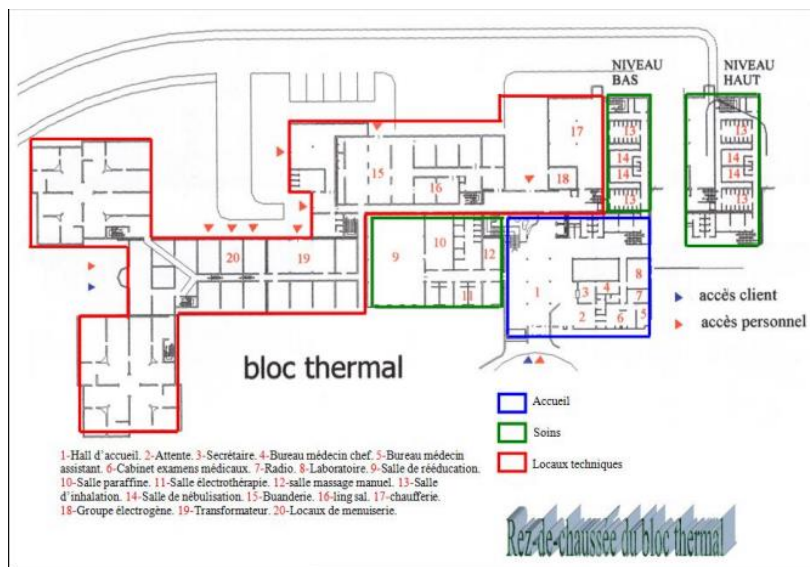 NIVEAU
BAS
NIVEAU
HAUT
17
13
13
14
14
14
14
15
16
18
13
13
20
19
9
10
12
11
1
3
4
8
7
2
6
5
accès client
accès personnel
bloc thermal
Accueil
Soins
Locaux techniques
1-Hall d'accueil. 2-Attente. 3-Secrétaire. 4-Bureau médecin chef. 5-Bureau médecin
assistant. 6-Cabinet examens médicaux. 7-Radio. 8-Laboratoire. 9-Salle de rééducation.
10-Salle paraffine. 11-Salle électrothérapie. 12-salle massage manuel. 13-Salle
d'inhalation. 14-Salle de nébulisation. 15-Buanderie. 16-ling sal. 17-chaufferie.
18-Groupe électrogène. 19-Transformateur. 20-Locaux de menuiserie.
Rez-de-chaussée du bloc thermal